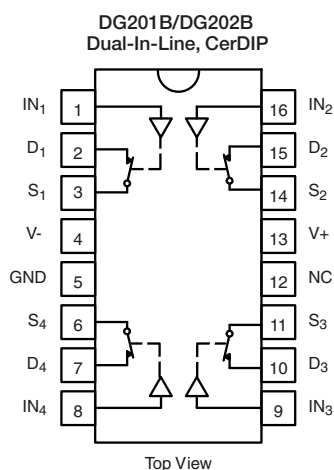 DG201B/DG202B
Dual-In-Line, CerDIP
IN1 1 16 IN2
D1 2 15 D2
S1 3 14 S2
V- 4 13 V+
GND 5 12 NC
S4 6 11 S3
D4 7 10 D3
IN4 8 9 IN3
Top View